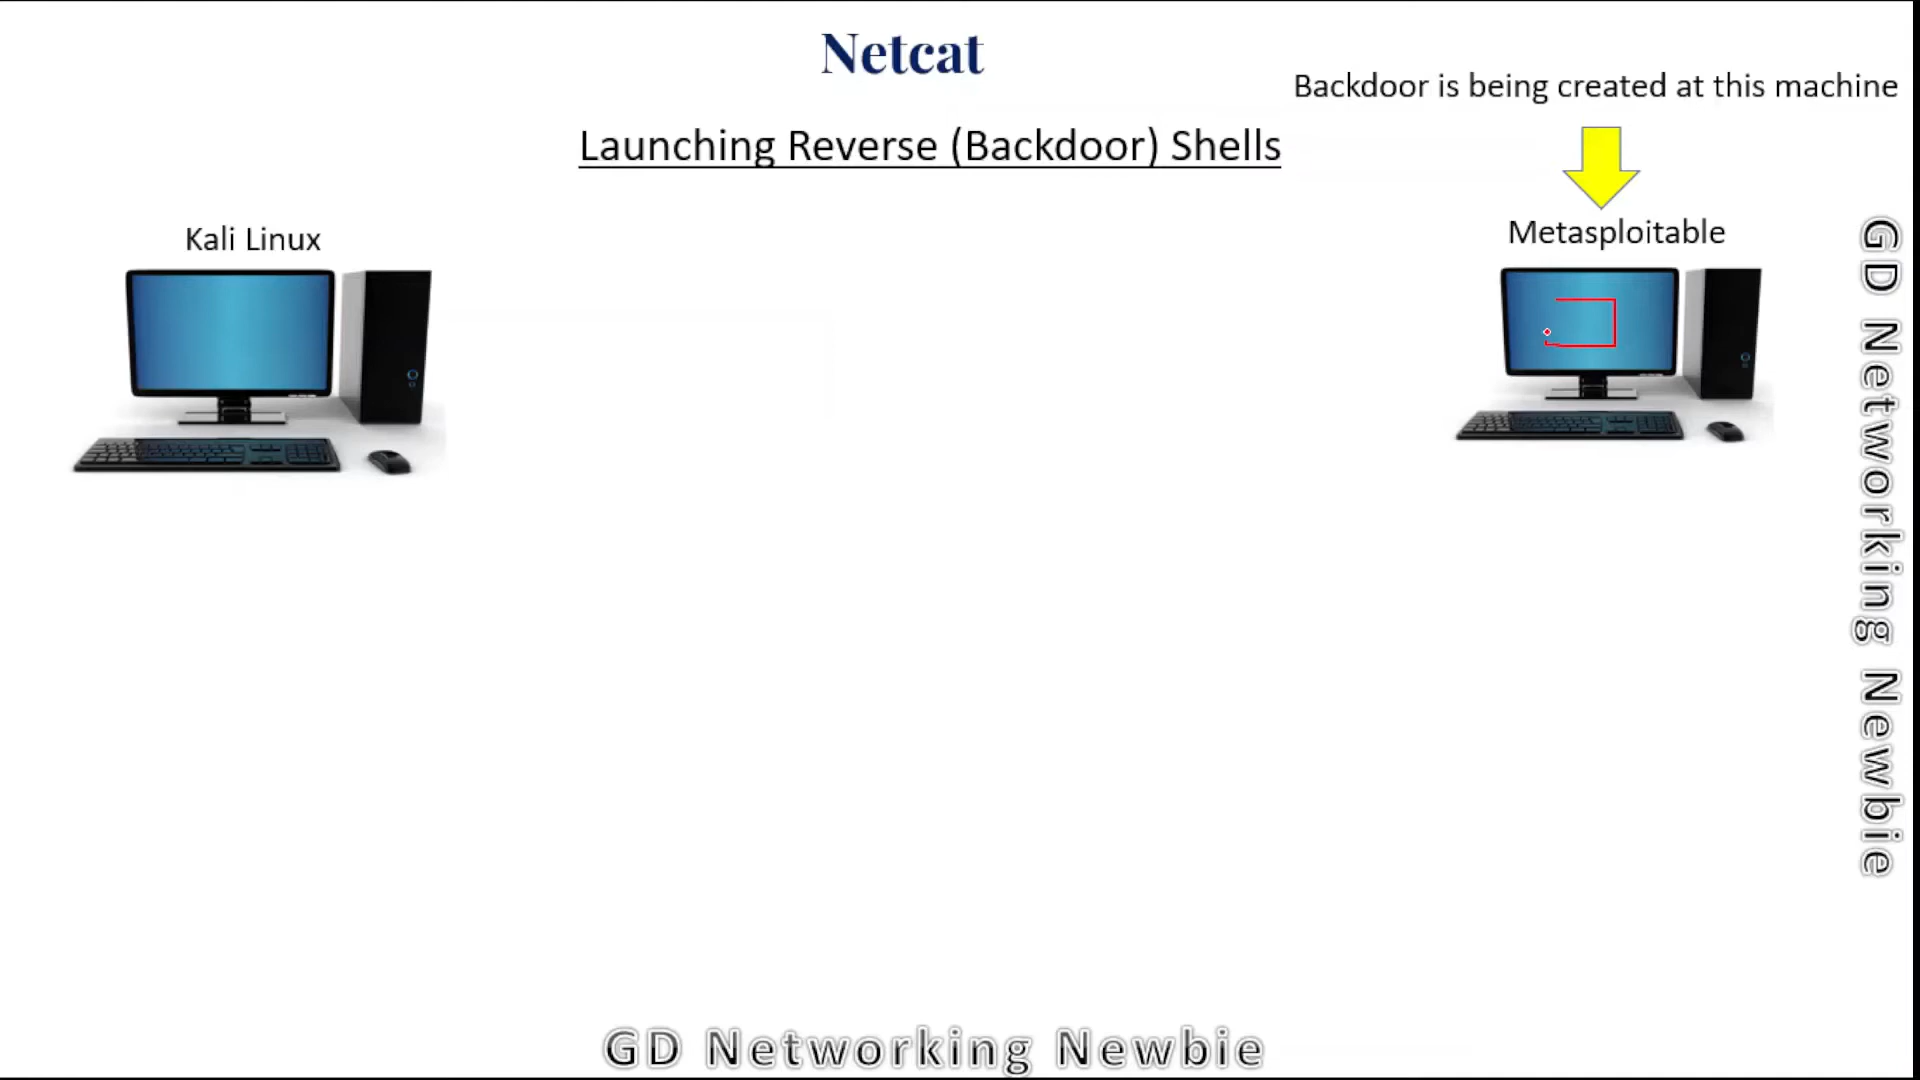 Netcat
Backdoor is being created at this machine
Launching Reverse (Backdoor) Shells
Kali Linux
Metasploitable
GD Networking Newbie
GD Networking Newbie